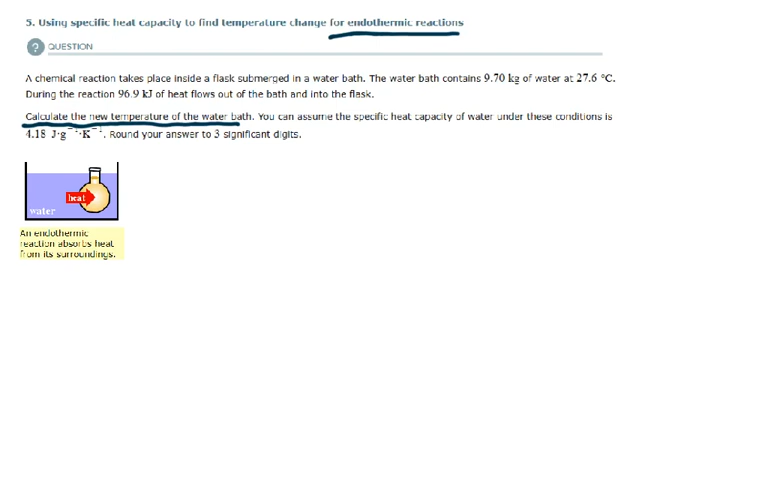 5. Using specific heat capacity to find temperature change for endothermic reactions
? QUESTION
A chemical reaction takes place inside a flask submerged in a water bath. The water bath contains 9.70 kg of water at 27.6 °C.
During the reaction 96.9 kJ of heat flows out of the bath and into the flask.
Calculate the new temperature of the water bath. You can assume the specific heat capacity of water under these conditions is
4.18 J·g⁻¹·K⁻¹. Round your answer to 3 significant digits.
heat
water
An endothermic
reaction absorbs heat
from its surroundings.